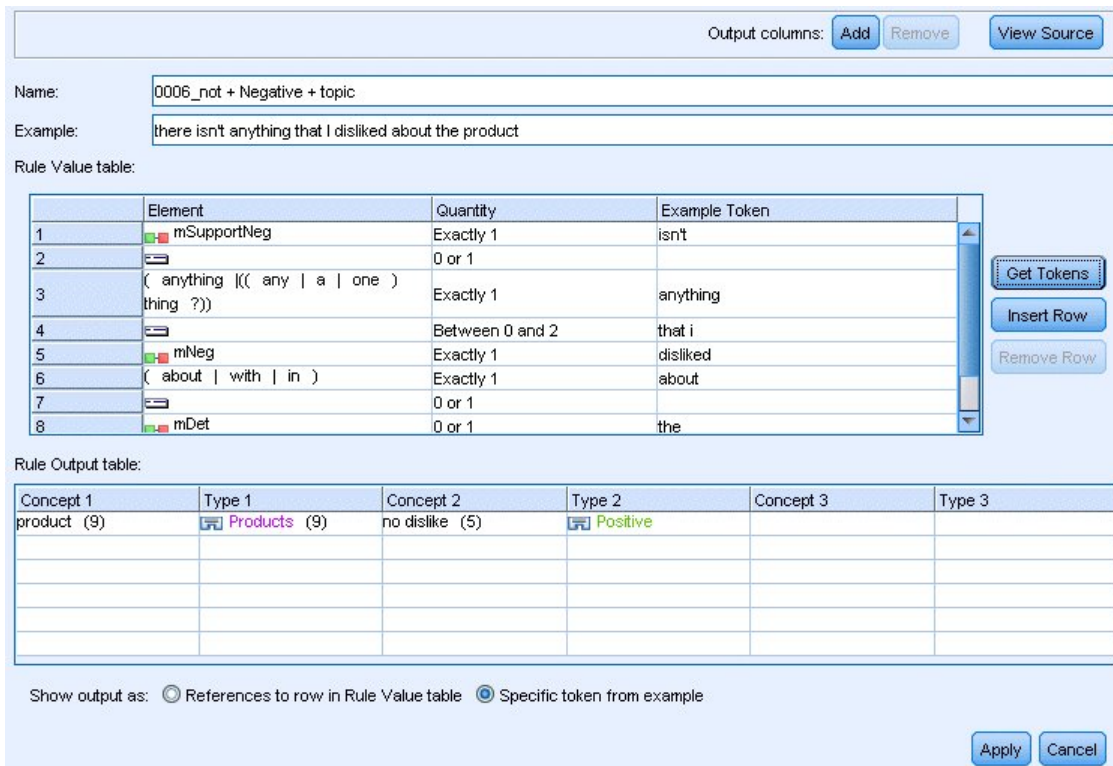 Output columns: Add Remove View Source
Name: 0006_not + Negative + topic
Example: there isn't anything that I disliked about the product
Rule Value table:
Element Quantity Example Token
1 mSupportNeg Exactly 1 isn't
2 0 or 1
3 ( anything |(( any | a | one ) thing ?)) Exactly 1 anything
4 Between 0 and 2 that i
5 mNeg Exactly 1 disliked
6 ( about | with | in ) Exactly 1 about
7 0 or 1
8 mDet 0 or 1 the
Get Tokens
Insert Row
Remove Row
Rule Output table:
Concept 1 Type 1 Concept 2 Type 2 Concept 3 Type 3
product (9) Products (9) no dislike (5) Positive
Show output as: References to row in Rule Value table Specific token from example
Apply Cancel